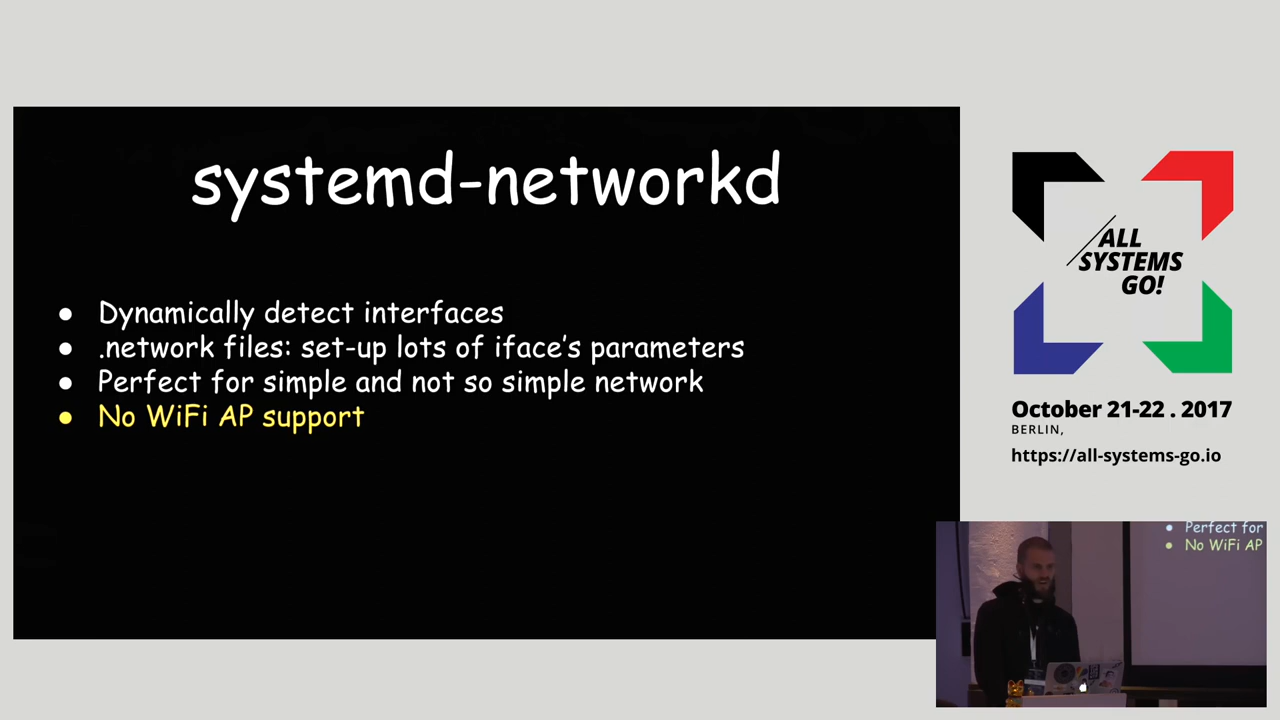 systemd-networkd
● Dynamically detect interfaces
● .network files: set-up lots of iface's parameters
● Perfect for simple and not so simple network
● No WiFi AP support
ALL
SYSTEMS
GO!
October 21-22 . 2017
BERLIN,
https://all-systems-go.io
● Perfect for
● No WiFi AP